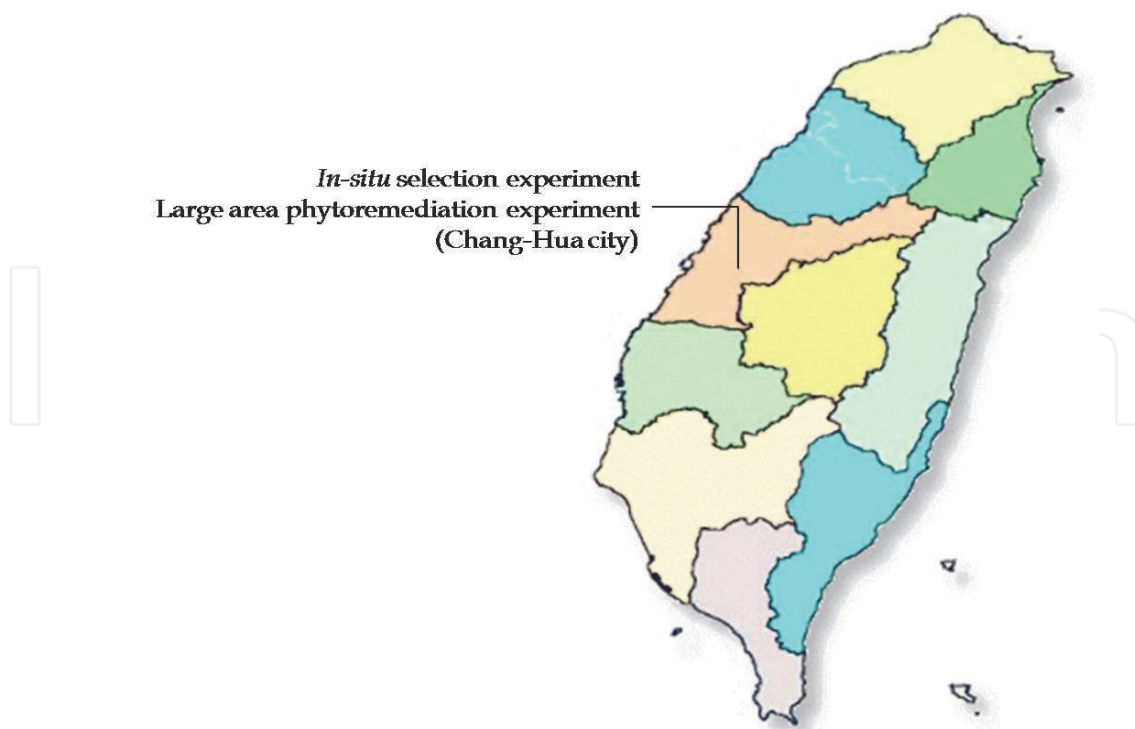 In-situ selection experiment
Large area phytoremediation experiment
(Chang-Hua city)